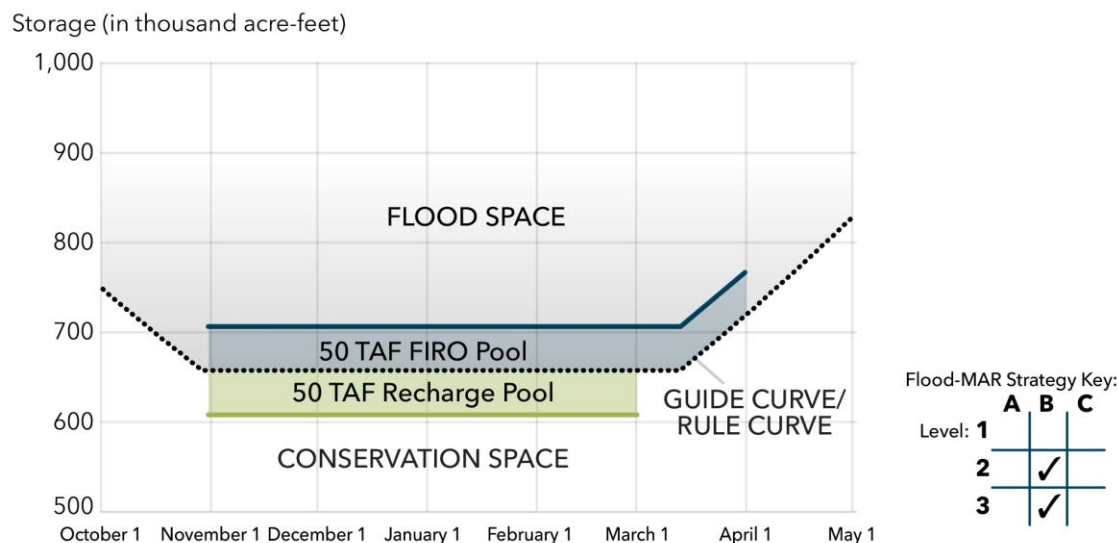 Storage (in thousand acre-feet)
1,000
900
800
700
600
500
FLOOD SPACE
50 TAF FIRO Pool
50 TAF Recharge Pool
GUIDE CURVE/
RULE CURVE
CONSERVATION SPACE
October 1 November 1 December 1 January 1 February 1 March 1 April 1 May 1
Flood-MAR Strategy Key:
A B C
Level: 1
2 ✓
3 ✓